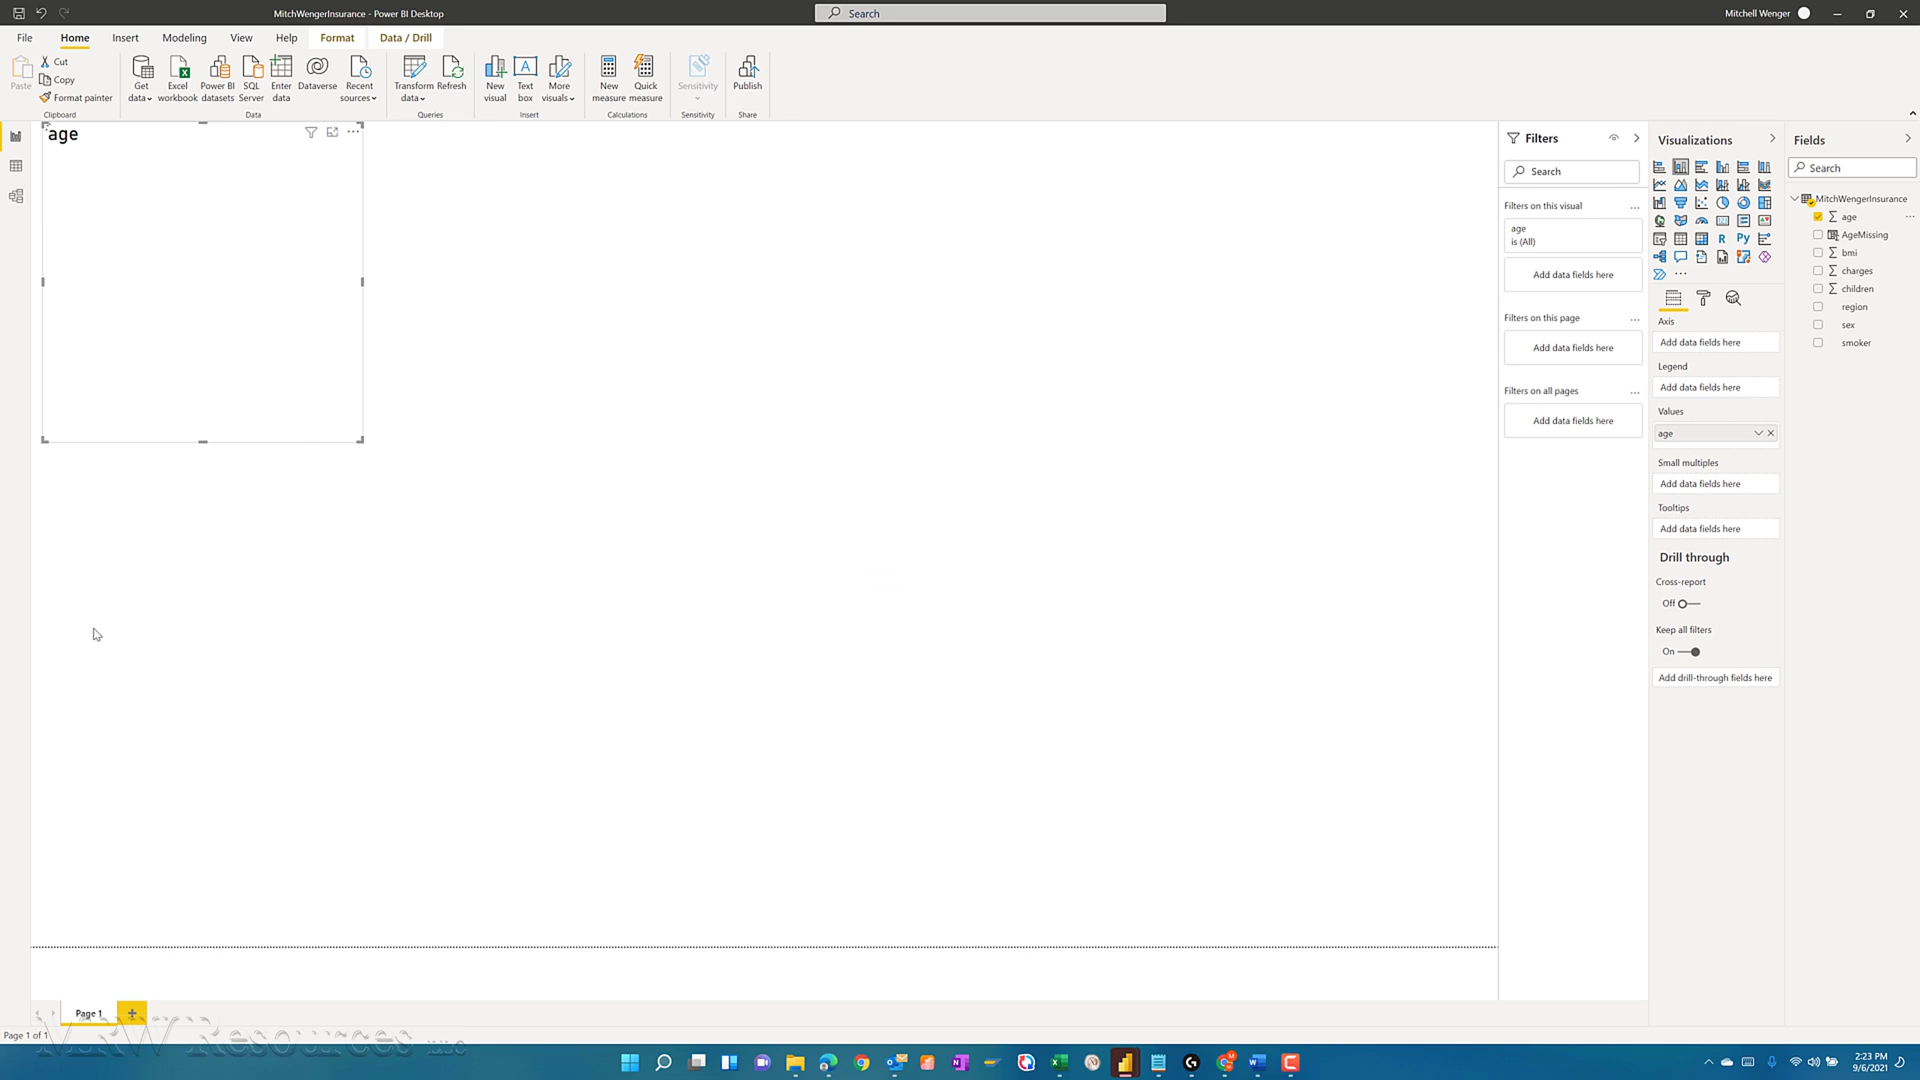 MitchWengerInsurance - Power BI Desktop
Search
Mitchell Wenger
File
Home
Insert
Modeling
View
Help
Format
Data / Drill
Paste
Cut
Copy
Format painter
Clipboard
Get data
Excel workbook
Power BI datasets
SQL Server
Enter data
Dataverse
Recent sources
Data
Transform data
Refresh
Queries
New visual
Text box
More visuals
Insert
New measure
Quick measure
Calculations
Sensitivity
Sensitivity
Publish
Share
age
Filters
Search
Filters on this visual
age
is (All)
Add data fields here
Filters on this page
Add data fields here
Filters on all pages
Add data fields here
Visualizations
R
Py
Axis
Add data fields here
Legend
Add data fields here
Values
age
Small multiples
Add data fields here
Tooltips
Add data fields here
Drill through
Cross-report
Off
Keep all filters
On
Add drill-through fields here
Fields
Search
MitchWengerInsurance
age
AgeMissing
bmi
charges
children
region
sex
smoker
Page 1
Page 1 of 1
MRW Resources LLC
2:23 PM
9/6/2021